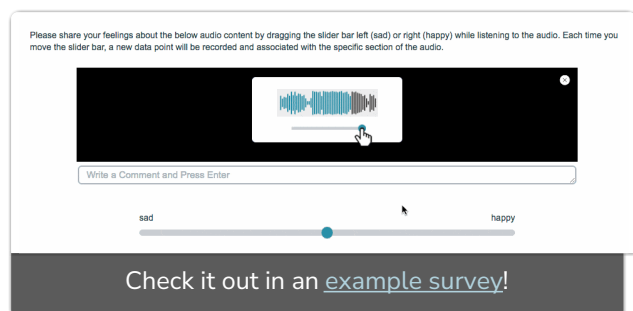 Please share your feelings about the below audio content by dragging the slider bar left (sad) or right (happy) while listening to the audio. Each time you
move the slider bar, a new data point will be recorded and associated with the specific section of the audio.
Write a Comment and Press Enter
sad happy
Check it out in an example survey!